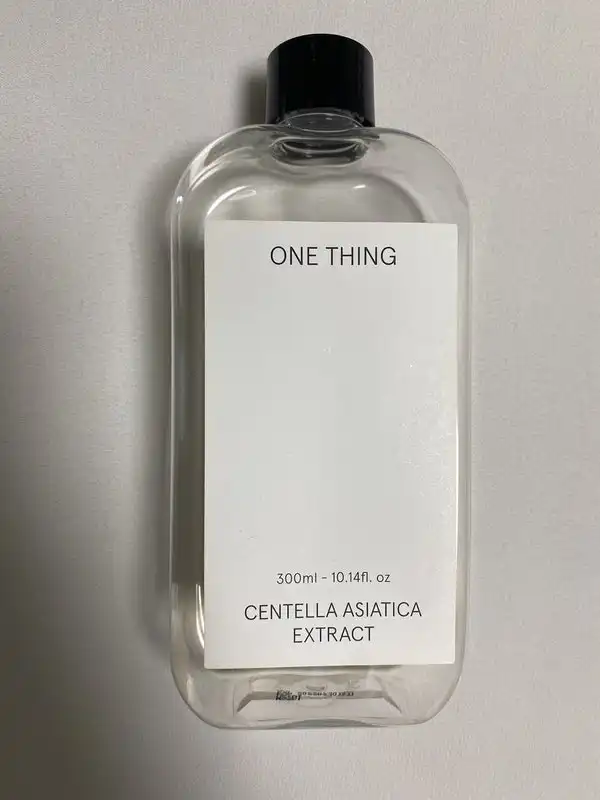 ONE THING
300ml - 10.14fl. oz
CENTELLA ASIATICA
EXTRACT